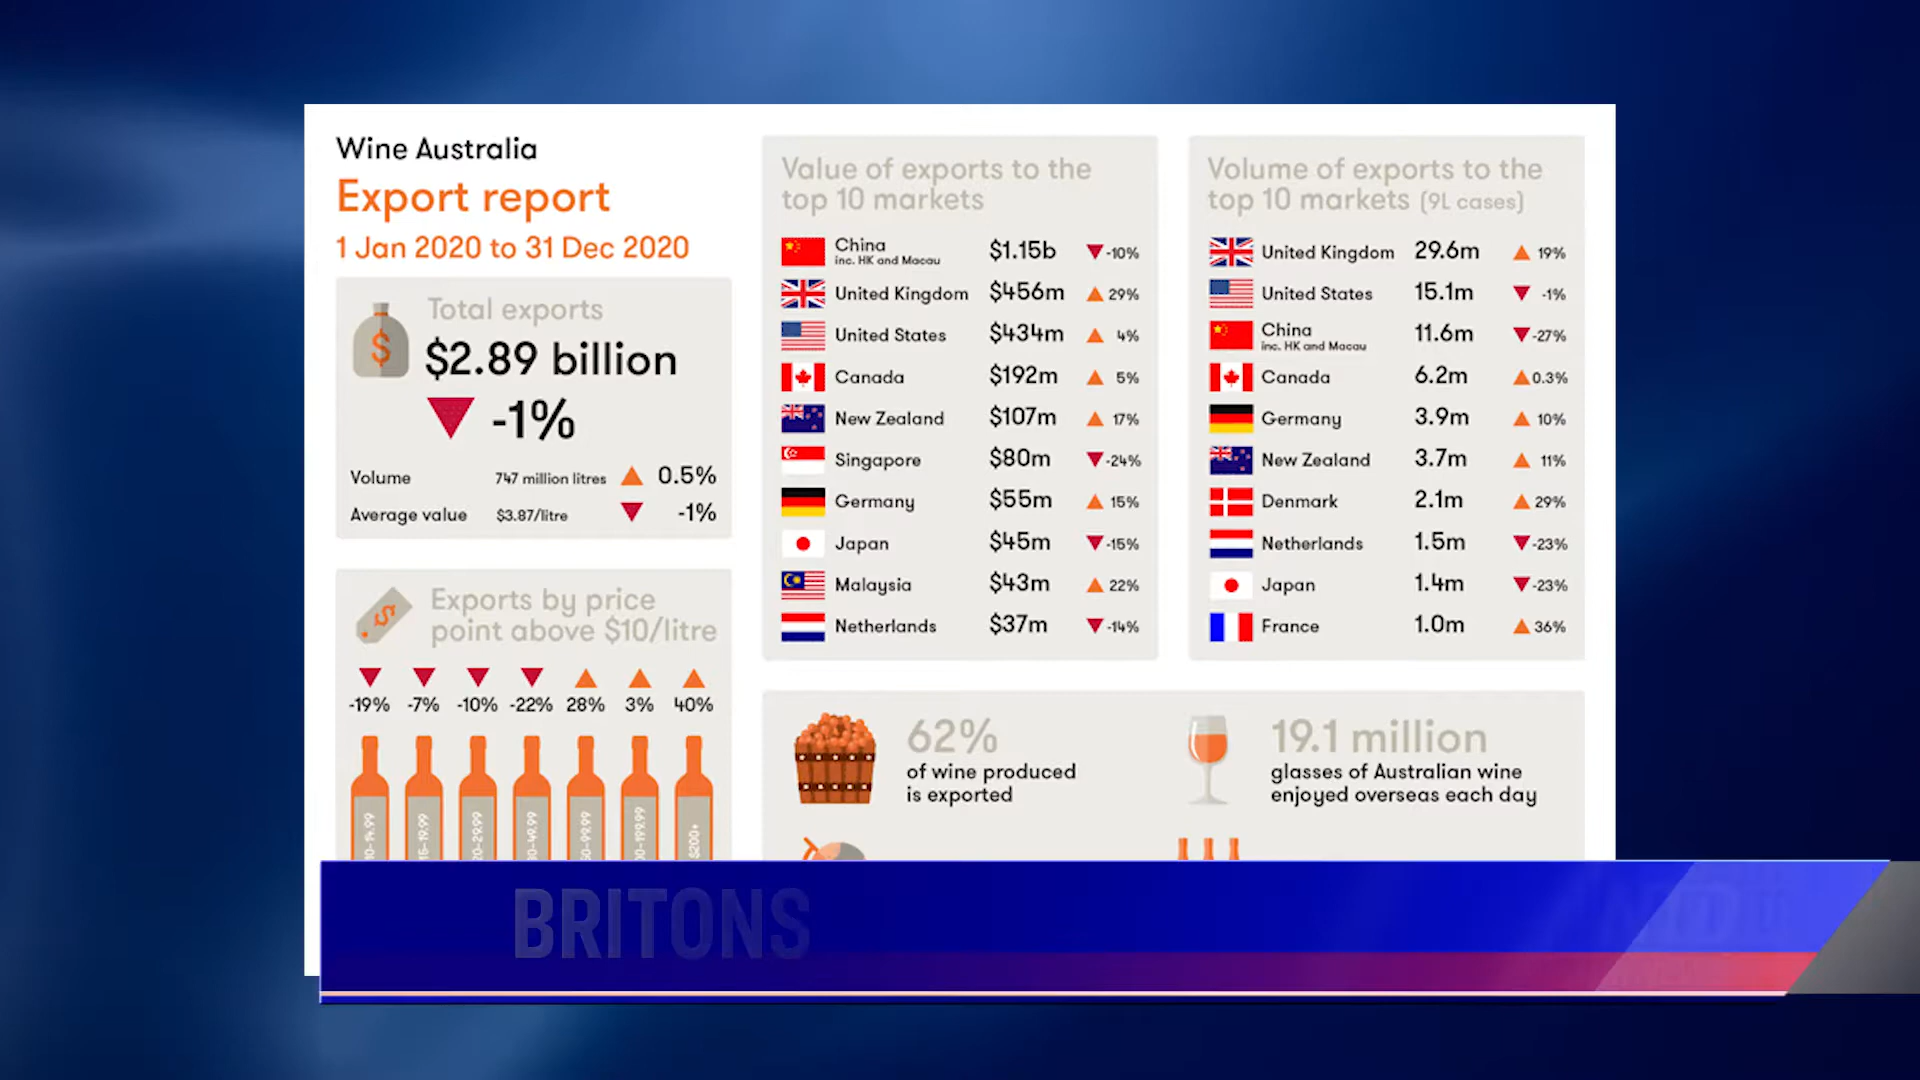 Wine Australia
Export report
1 Jan 2020 to 31 Dec 2020
Total exports
$2.89 billion
-1%
Volume 747 million litres 0.5%
Average value $3.87/litre -1%
Exports by price
point above $10/litre
-19% -7% -10% -22% 28% 3% 40%
$200+
Value of exports to the
top 10 markets
China $1.15b -10%
inc. HK and Macau
United Kingdom $456m 29%
United States $434m 4%
Canada $192m 5%
New Zealand $107m 17%
Singapore $80m -24%
Germany $55m 15%
Japan $45m -15%
Malaysia $43m 22%
Netherlands $37m -14%
Volume of exports to the
top 10 markets (9L cases)
United Kingdom 29.6m 19%
United States 15.1m -1%
China 11.6m -27%
inc. HK and Macau
Canada 6.2m 0.3%
Germany 3.9m 10%
New Zealand 3.7m 11%
Denmark 2.1m 29%
Netherlands 1.5m -23%
Japan 1.4m -23%
France 1.0m 36%
62%
of wine produced
is exported
19.1 million
glasses of Australian wine
enjoyed overseas each day
BRITONS